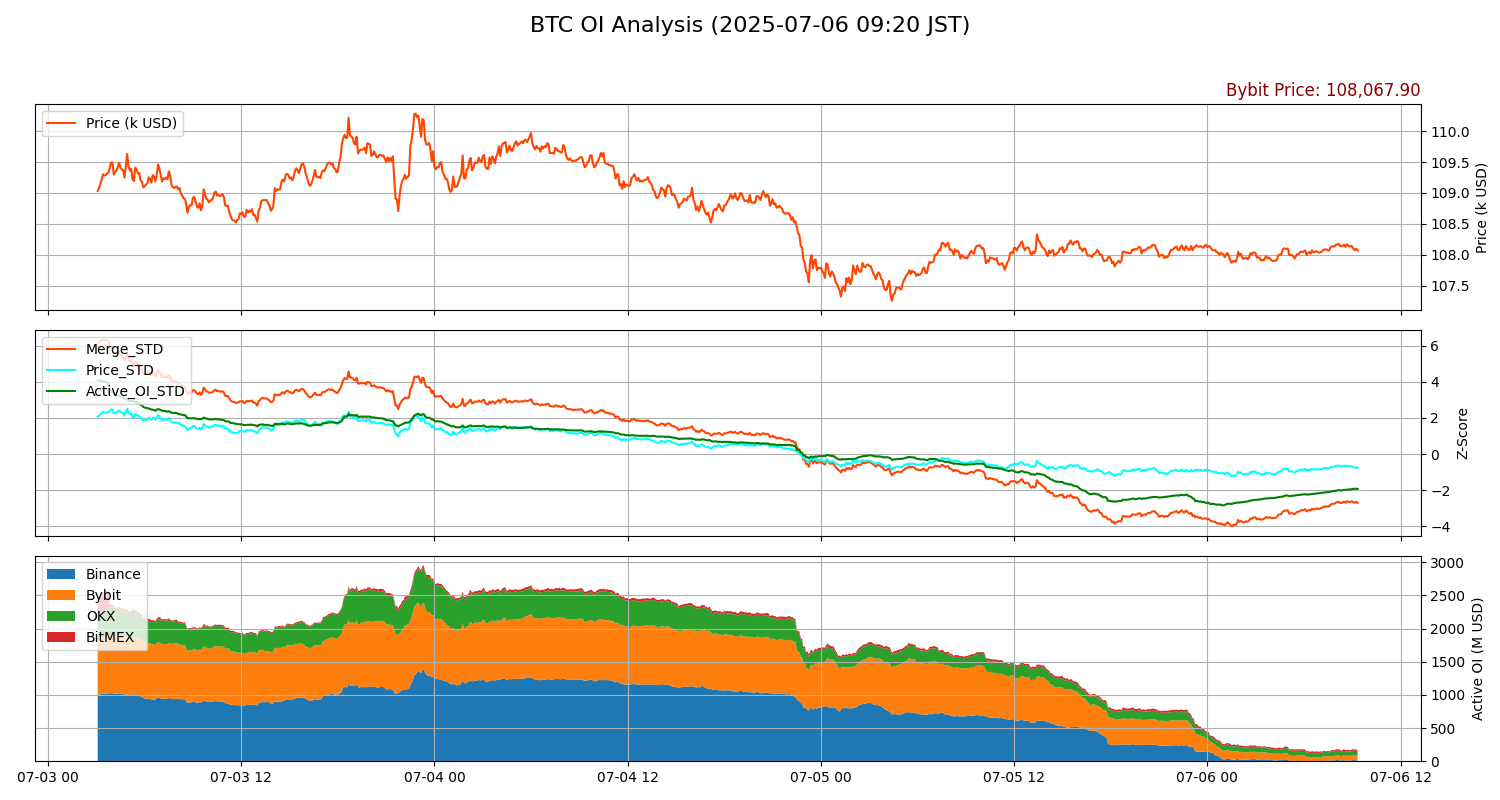 BTC OI Analysis (2025-07-06 09:20 JST)
Bybit Price: 108,067.90
Price (k USD)
110.0
109.5
109.0
108.5
108.0
107.5
Price (k USD)
Merge_STD
Price_STD
Active_OI_STD
6
4
2
0
−2
−4
Z-Score
Binance
Bybit
OKX
BitMEX
3000
2500
2000
1500
1000
500
0
Active OI (M USD)
07-03 00 07-03 12 07-04 00 07-04 12 07-05 00 07-05 12 07-06 00 07-06 12